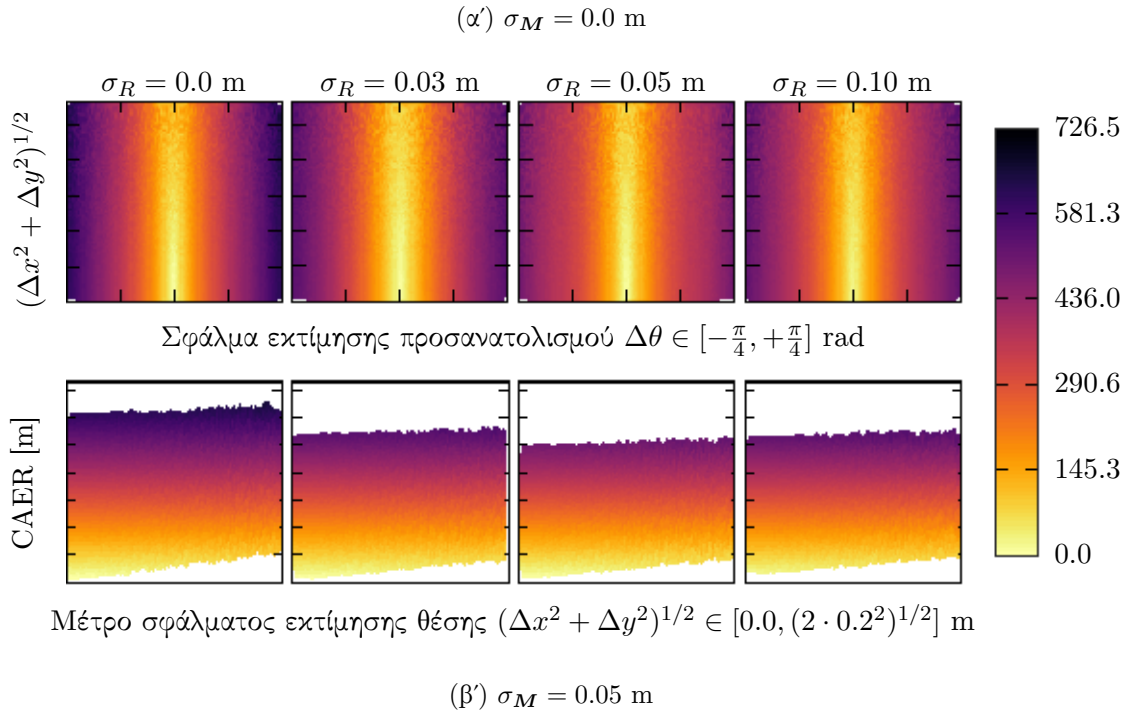 (αʹ) σ_M = 0.0 m
σ_R = 0.0 m σ_R = 0.03 m σ_R = 0.05 m σ_R = 0.10 m
(Δx² + Δy²)^{1/2}
726.5
581.3
436.0
290.6
145.3
0.0
Σφάλμα εκτίμησης προσανατολισμού Δθ ∈ [−π/4, +π/4] rad
CAER [m]
Μέτρο σφάλματος εκτίμησης θέσης (Δx² + Δy²)^{1/2} ∈ [0.0, (2 · 0.2²)^{1/2}] m
(βʹ) σ_M = 0.05 m